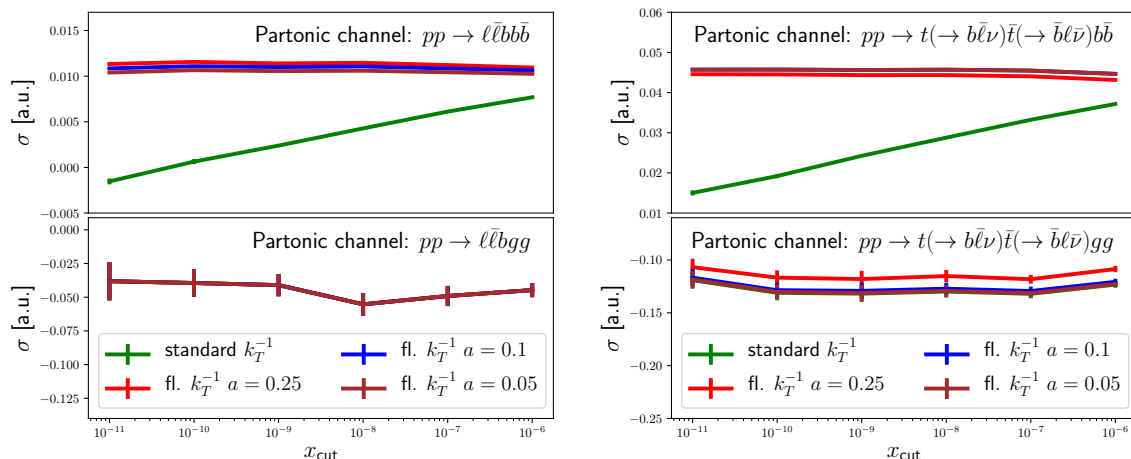 Partonic channel: pp → ℓℓ̄bbb̄
σ [a.u.]
0.015
0.010
0.005
0.000
−0.005
Partonic channel: pp → ℓℓ̄bgg
σ [a.u.]
0.000
−0.025
−0.050
−0.075
−0.100
−0.125
standard k_T^{-1}
fl. k_T^{-1} a = 0.1
fl. k_T^{-1} a = 0.25
fl. k_T^{-1} a = 0.05
10^{-11} 10^{-10} 10^{-9} 10^{-8} 10^{-7} 10^{-6}
x_cut
Partonic channel: pp → t(→ bℓ̄ν)t̄(→ b̄ℓν̄)bb̄
σ [a.u.]
0.06
0.05
0.04
0.03
0.02
0.01
Partonic channel: pp → t(→ bℓ̄ν)t̄(→ b̄ℓν̄)gg
σ [a.u.]
−0.10
−0.15
−0.20
−0.25
standard k_T^{-1}
fl. k_T^{-1} a = 0.1
fl. k_T^{-1} a = 0.25
fl. k_T^{-1} a = 0.05
10^{-11} 10^{-10} 10^{-9} 10^{-8} 10^{-7} 10^{-6}
x_cut